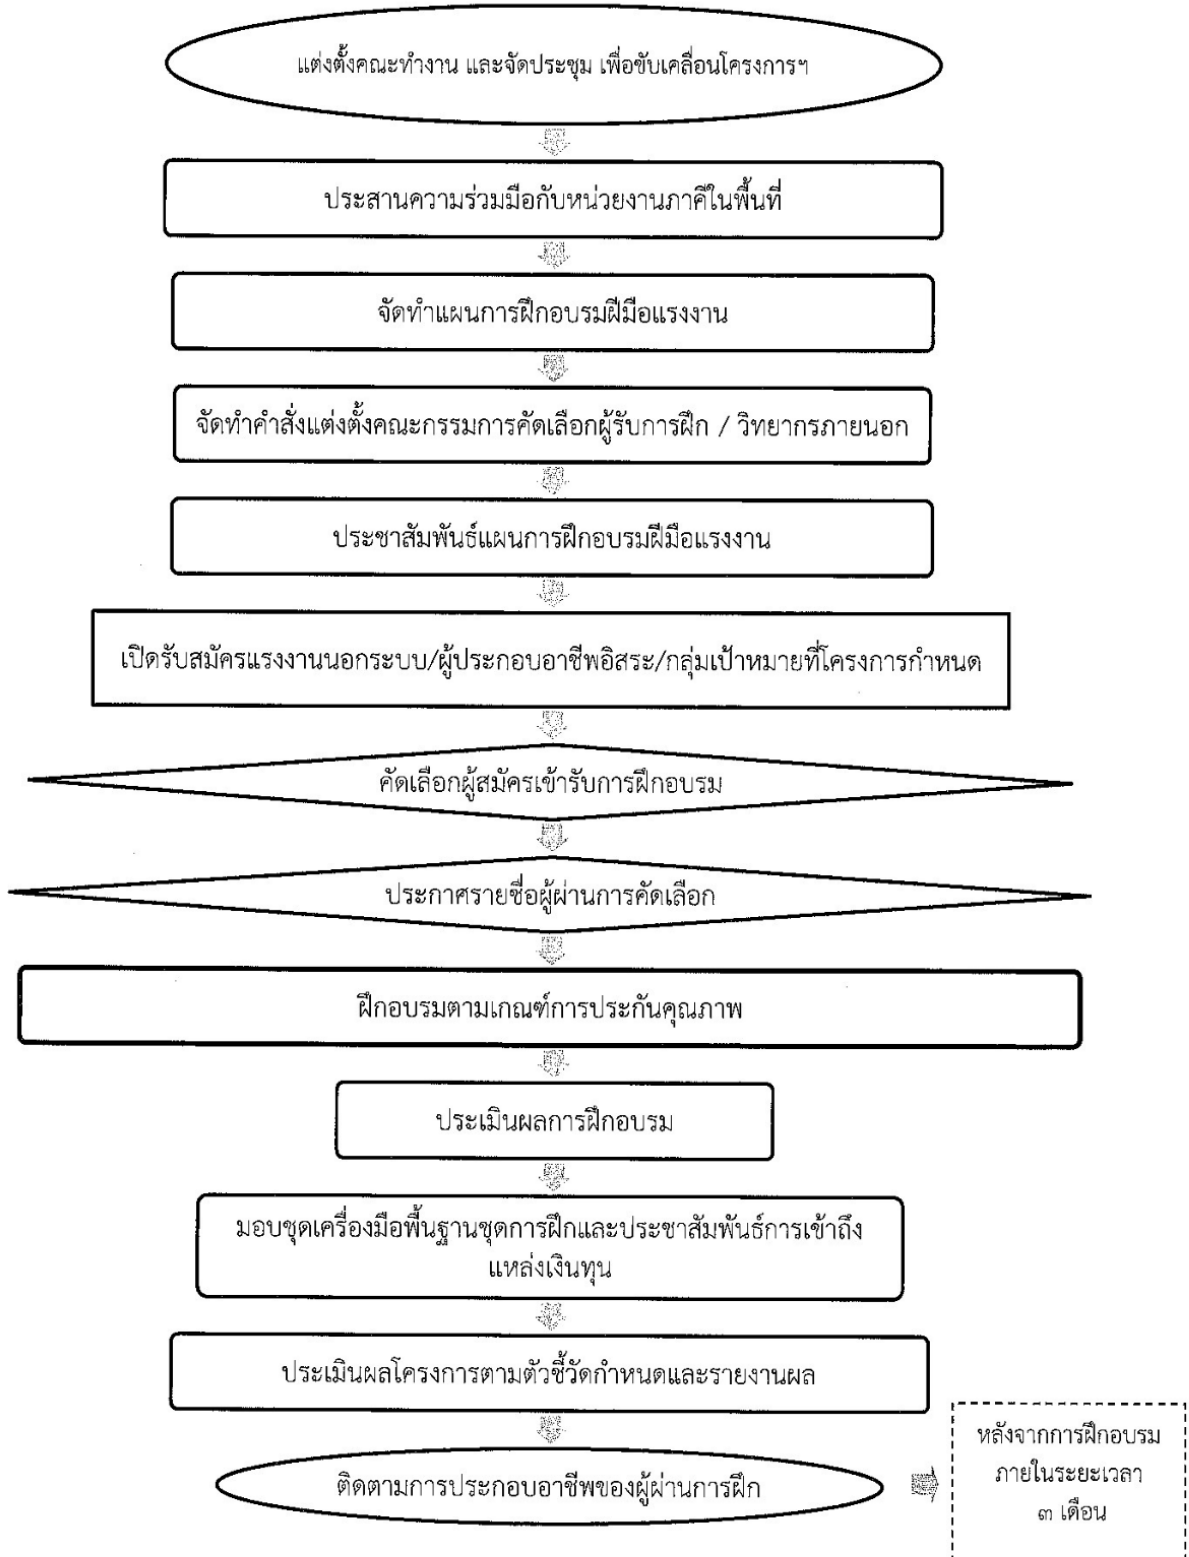 แต่งตั้งคณะทำงาน และจัดประชุม เพื่อขับเคลื่อนโครงการฯ
ประสานความร่วมมือกับหน่วยงานภาคีในพื้นที่
จัดทำแผนการฝึกอบรมฝีมือแรงงาน
จัดทำคำสั่งแต่งตั้งคณะกรรมการคัดเลือกผู้รับการฝึก / วิทยากรภายนอก
ประชาสัมพันธ์แผนการฝึกอบรมฝีมือแรงงาน
เปิดรับสมัครแรงงานนอกระบบ/ผู้ประกอบอาชีพอิสระ/กลุ่มเป้าหมายที่โครงการกำหนด
คัดเลือกผู้สมัครเข้ารับการฝึกอบรม
ประกาศรายชื่อผู้ผ่านการคัดเลือก
ฝึกอบรมตามเกณฑ์การประกันคุณภาพ
ประเมินผลการฝึกอบรม
มอบชุดเครื่องมือพื้นฐานชุดการฝึกและประชาสัมพันธ์การเข้าถึง
แหล่งเงินทุน
ประเมินผลโครงการตามตัวชี้วัดกำหนดและรายงานผล
ติดตามการประกอบอาชีพของผู้ผ่านการฝึก
หลังจากการฝึกอบรม
ภายในระยะเวลา
๓ เดือน